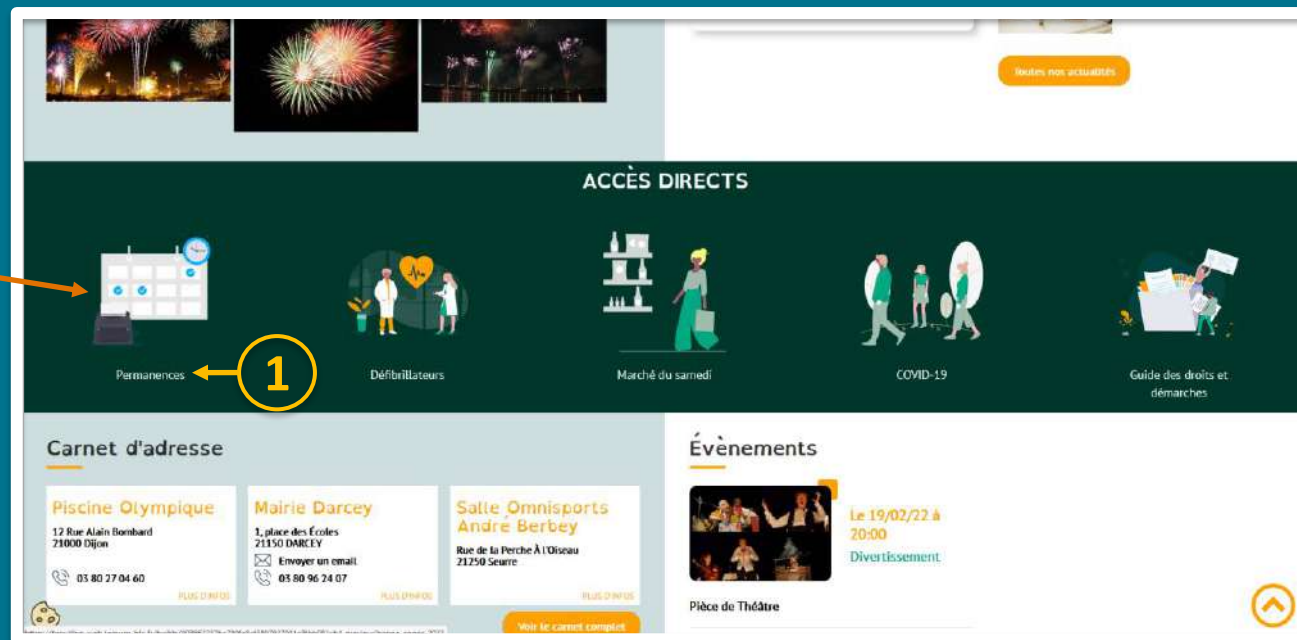 Toutes nos actualités
ACCÈS DIRECTS
Permanences
1
Défibrillateurs
Marché du samedi
COVID-19
Guide des droits et
démarches
Carnet d'adresse
Piscine Olympique
12 Rue Alain Bombard
21000 Dijon
03 80 27 04 60
PLUS D'INFOS
Mairie Darcey
1, place des Écoles
21150 DARCEY
Envoyer un email
03 80 96 24 07
PLUS D'INFOS
Salle Omnisports
André Berbey
Rue de la Perche À l'Oiseau
21250 Seurre
PLUS D'INFOS
Voir le carnet complet
Évènements
Le 19/02/22 à
20:00
Divertissement
Pièce de Théâtre